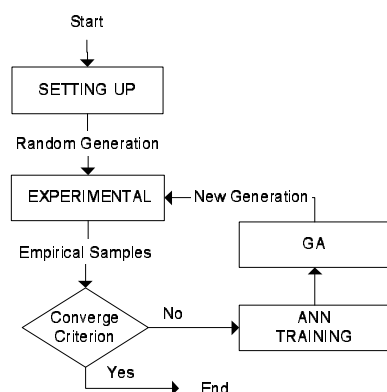 Start
SETTING UP
Random Generation
EXPERIMENTAL
New Generation
Empirical Samples
GA
Converge
Criterion
No
ANN
TRAINING
Yes
End